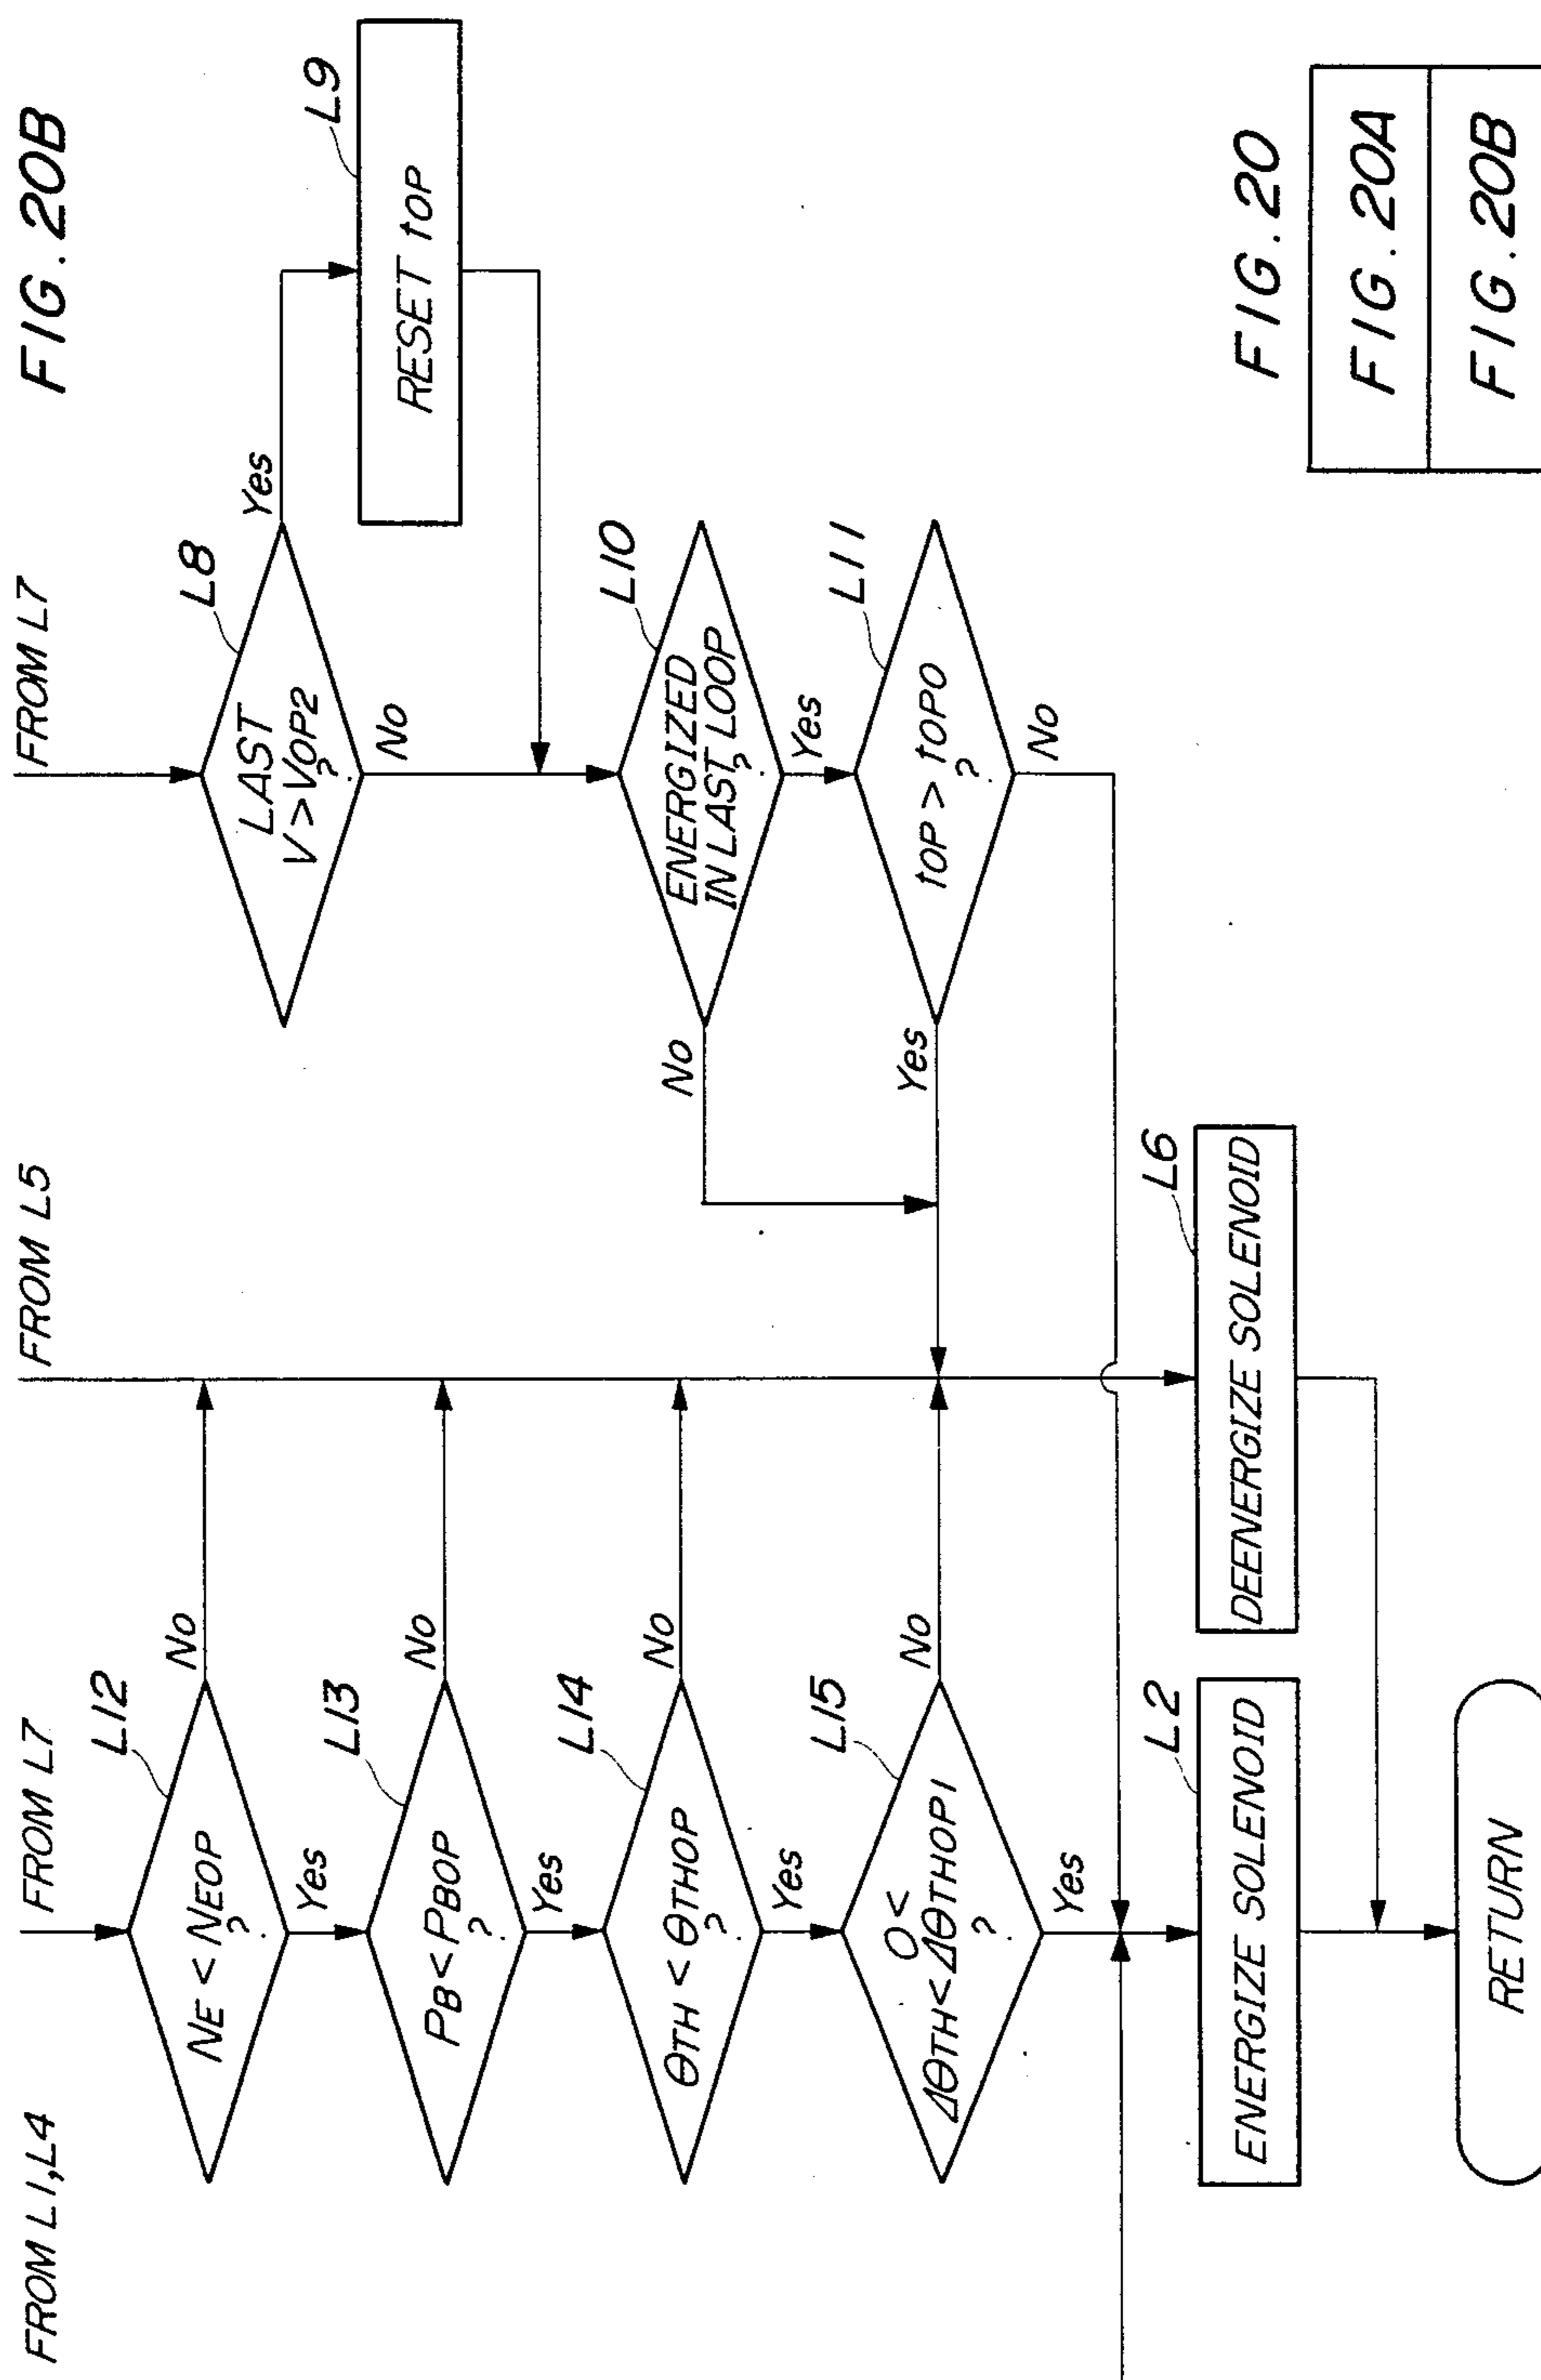 FIG. 20B
FROM L1,L4
FROM L7
FROM L5
FROM L7
L12
NE < NEOP
?
No
Yes
L13
PB < PBOP
?
No
Yes
L14
θTH < θTHOP
?
No
Yes
L15
0 <
ΔθTH < ΔθTHOP1
?
No
Yes
L8
LAST
V > VOP2
?
Yes
No
L9
RESET tOP
L10
ENERGIZED
IN LAST LOOP
?
No
Yes
L11
tOP > tOPO
?
Yes
No
L2
ENERGIZE SOLENOID
L6
DEENERGIZE SOLENOID
RETURN
FIG. 20
FIG. 20A
FIG. 20B